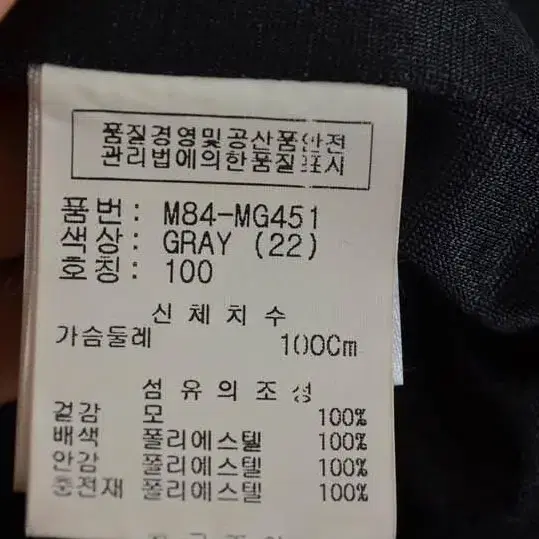 품질경영및공산품안전
관리법에의한품질표시
품번: M84-MG451
색상: GRAY (22)
호칭: 100
신체치수
가슴둘레 100Cm
섬유의조성
겉감 모 100%
배색 폴리에스텔 100%
안감 폴리에스텔 100%
충전재 폴리에스텔 100%